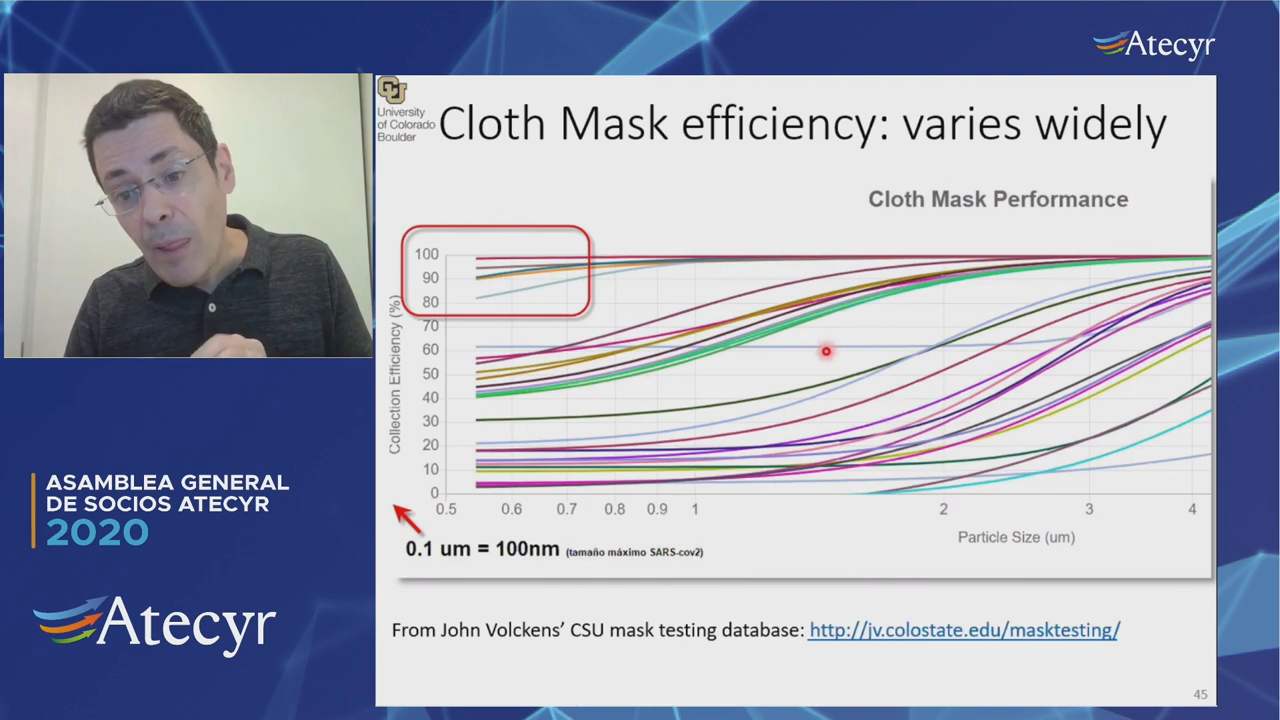 Atecyr
CU
University
of Colorado
Boulder
Cloth Mask efficiency: varies widely
Cloth Mask Performance
Collection Efficiency (%)
100
90
80
70
60
50
40
30
20
10
0
0.5
0.6
0.7
0.8
0.9
1
2
3
4
Particle Size (um)
0.1 um = 100nm (tamaño máximo SARS-cov2)
From John Volckens’ CSU mask testing database: http://jv.colostate.edu/masktesting/
45
ASAMBLEA GENERAL
DE SOCIOS ATECYR
2020
Atecyr